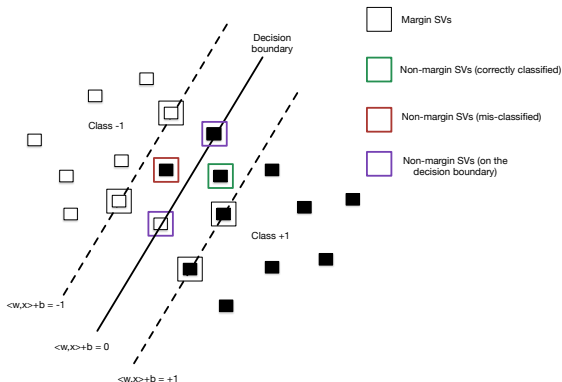 Margin SVs
Decision
boundary
Non-margin SVs (correctly classified)
Class -1
Non-margin SVs (mis-classified)
Non-margin SVs (on the
decision boundary)
Class +1
<w,x>+b = -1
<w,x>+b = 0
<w,x>+b = +1